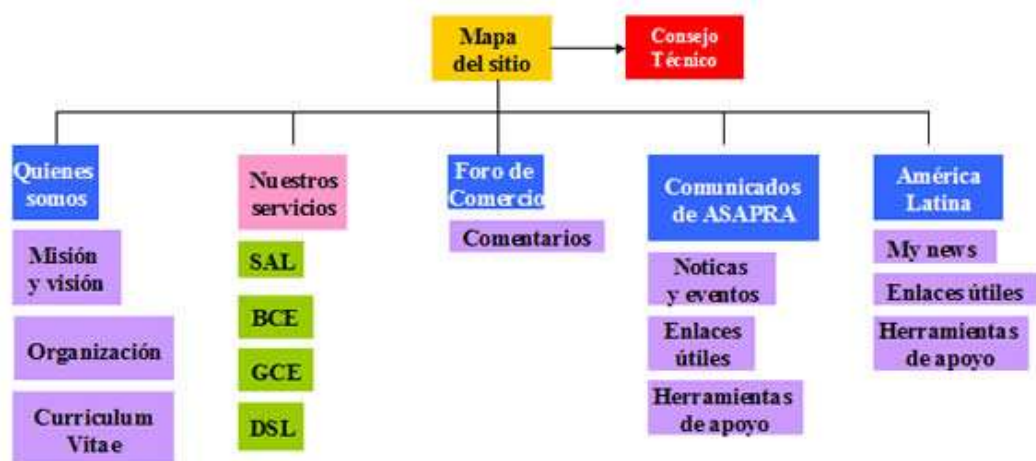 Mapa
del sitio
Consejo
Técnico
Quienes
somos
Misión
y visión
Organización
Curriculum
Vitae
Nuestros
servicios
SAL
BCE
GCE
DSL
Foro de
Comercio
Comentarios
Comunicados
de ASAPRA
Noticas
y eventos
Enlaces
útiles
Herramientas
de apoyo
América
Latina
My news
Enlaces útiles
Herramientas
de apoyo